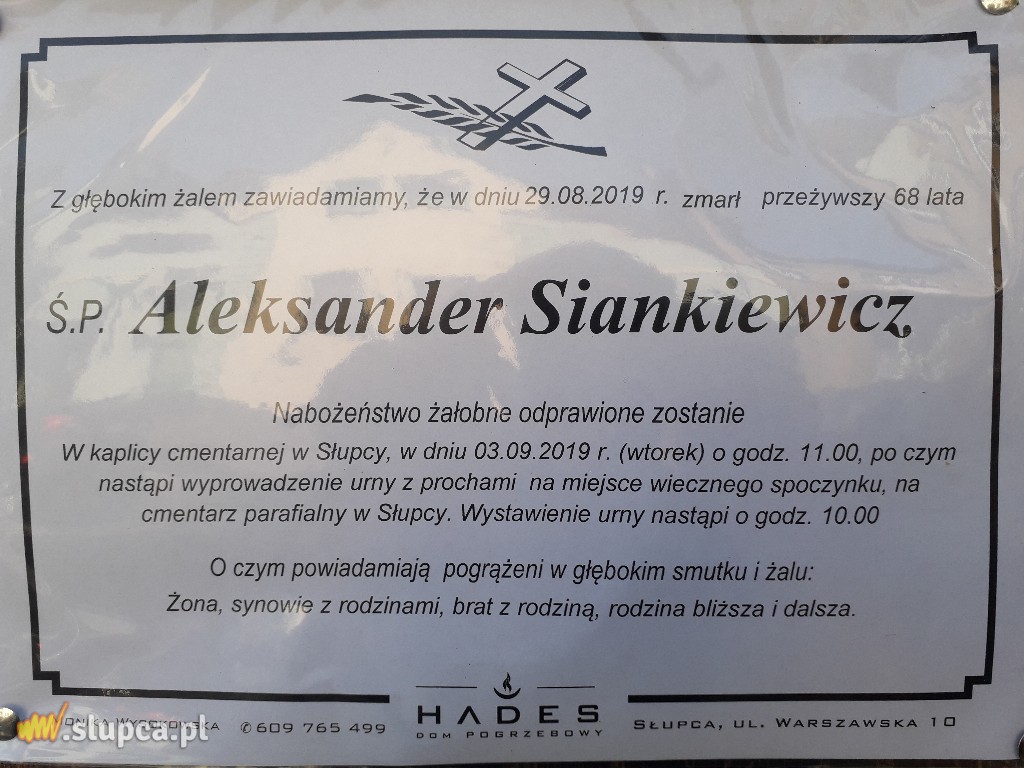 Z głębokim żalem zawiadamiamy, że w dniu 29.08.2019 r. zmarł przeżywszy 68 lata
Ś.P. Aleksander Siankiewicz
Nabożeństwo żałobne odprawione zostanie
W kaplicy cmentarnej w Słupcy, w dniu 03.09.2019 r. (wtorek) o godz. 11.00, po czym
nastąpi wyprowadzenie urny z prochami na miejsce wiecznego spoczynku, na
cmentarz parafialny w Słupcy. Wystawienie urny nastąpi o godz. 10.00
O czym powiadamiają pogrążeni w głębokim smutku i żalu:
Żona, synowie z rodzinami, brat z rodziną, rodzina bliższa i dalsza.
✆609 765 499
HADES
DOM POGRZEBOWY
SŁUPCA, UL. WARSZAWSKA 10
.slupca.pl